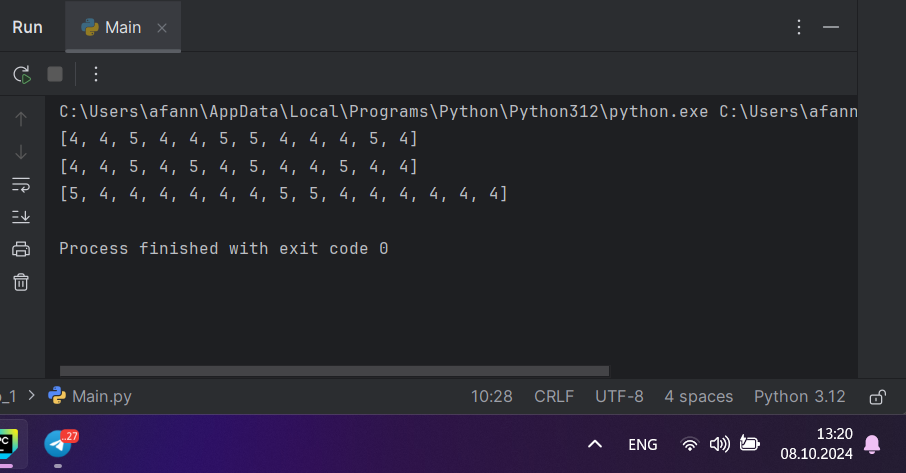 Run Main
C:\Users\afann\AppData\Local\Programs\Python\Python312\python.exe C:\Users\afann
[4, 4, 5, 4, 4, 5, 5, 4, 4, 4, 5, 4]
[4, 4, 5, 4, 5, 4, 5, 4, 4, 5, 4, 4]
[5, 4, 4, 4, 4, 4, 4, 5, 5, 4, 4, 4, 4, 4, 4]
Process finished with exit code 0
_1 > Main.py 10:28 CRLF UTF-8 4 spaces Python 3.12
PC ..27 ENG 13:20
08.10.2024